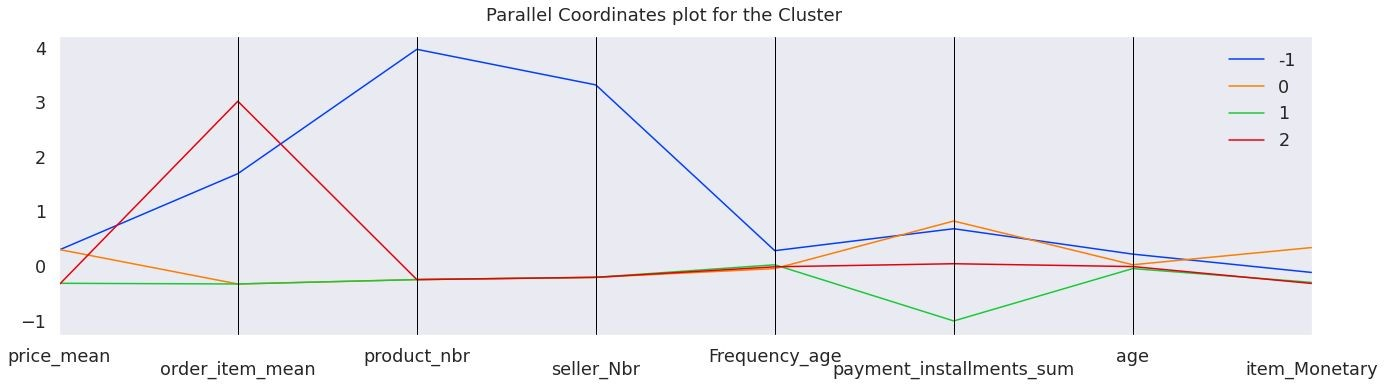 Parallel Coordinates plot for the Cluster
4
3
2
1
0
−1
-1
0
1
2
price_mean
order_item_mean
product_nbr
seller_Nbr
Frequency_age
payment_installments_sum
age
item_Monetary